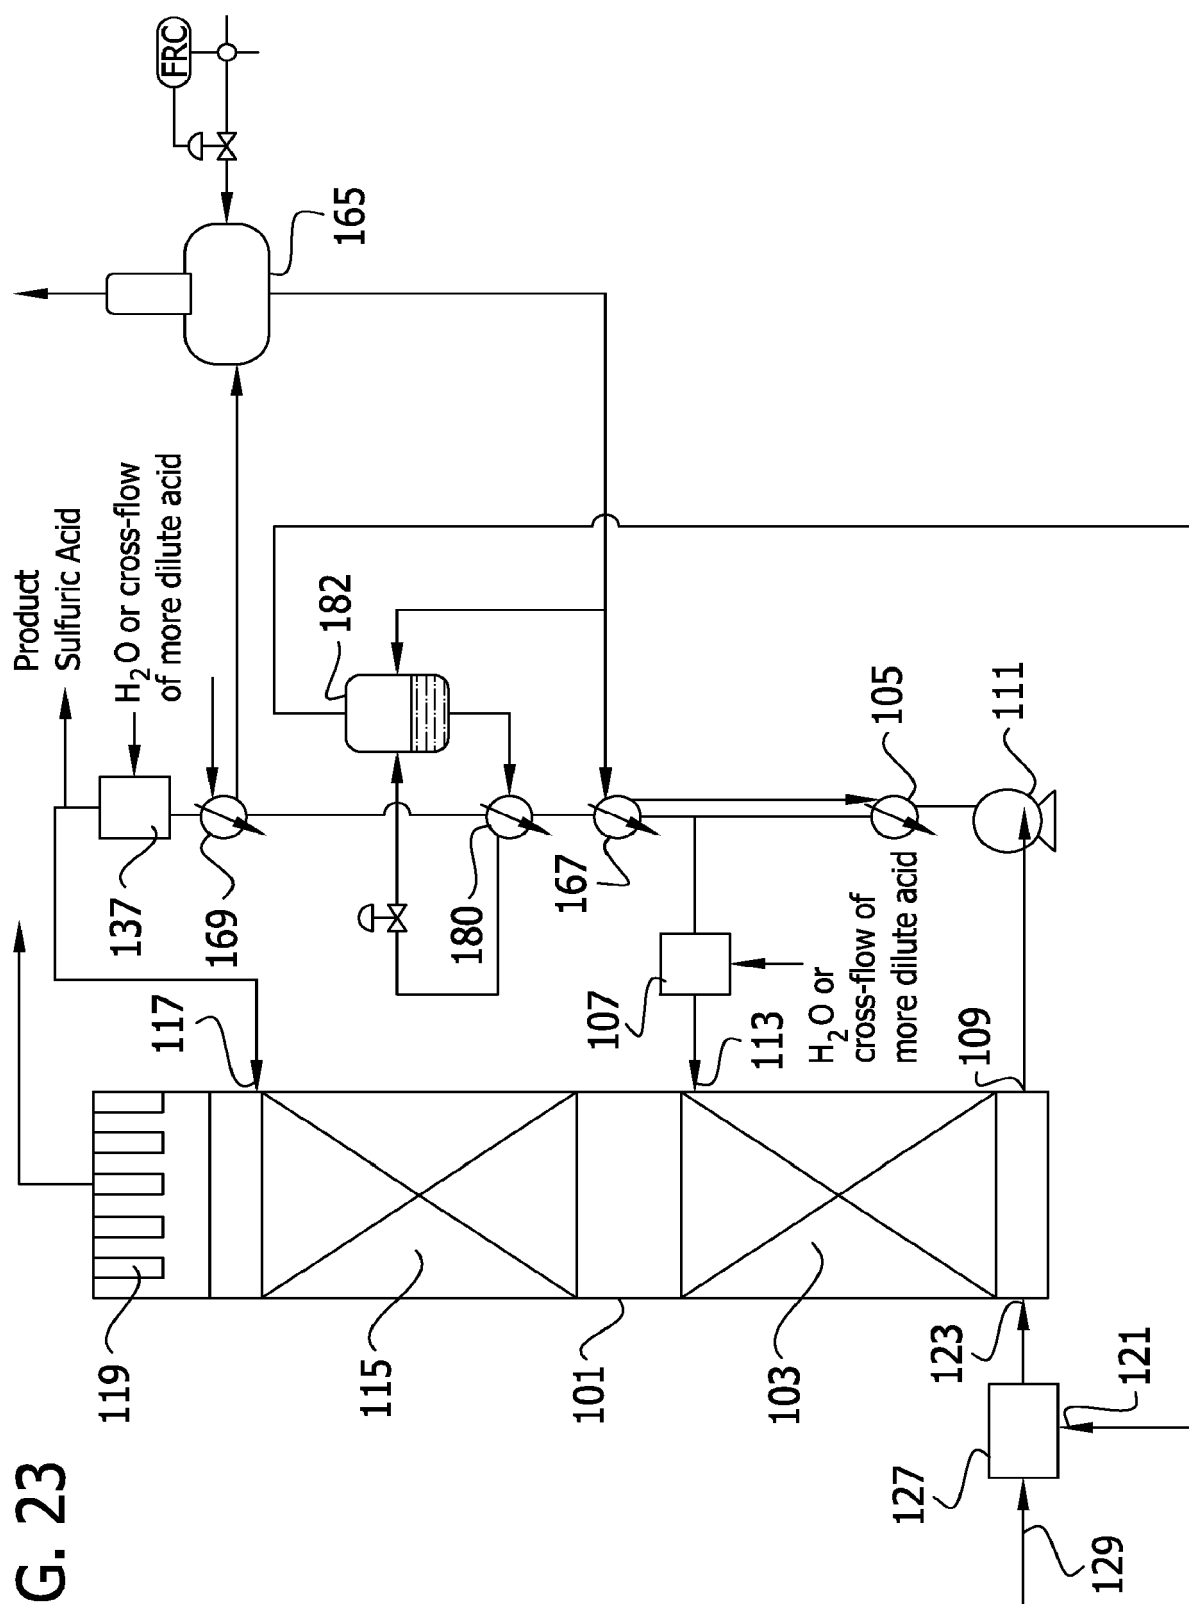 G. 23
FRC
165
Product
Sulfuric Acid
H2O or cross-flow
of more dilute acid
182
137
169
180
167
105
111
117
107
113
H2O or
cross-flow of
more dilute acid
109
119
115
101
103
123
121
127
129